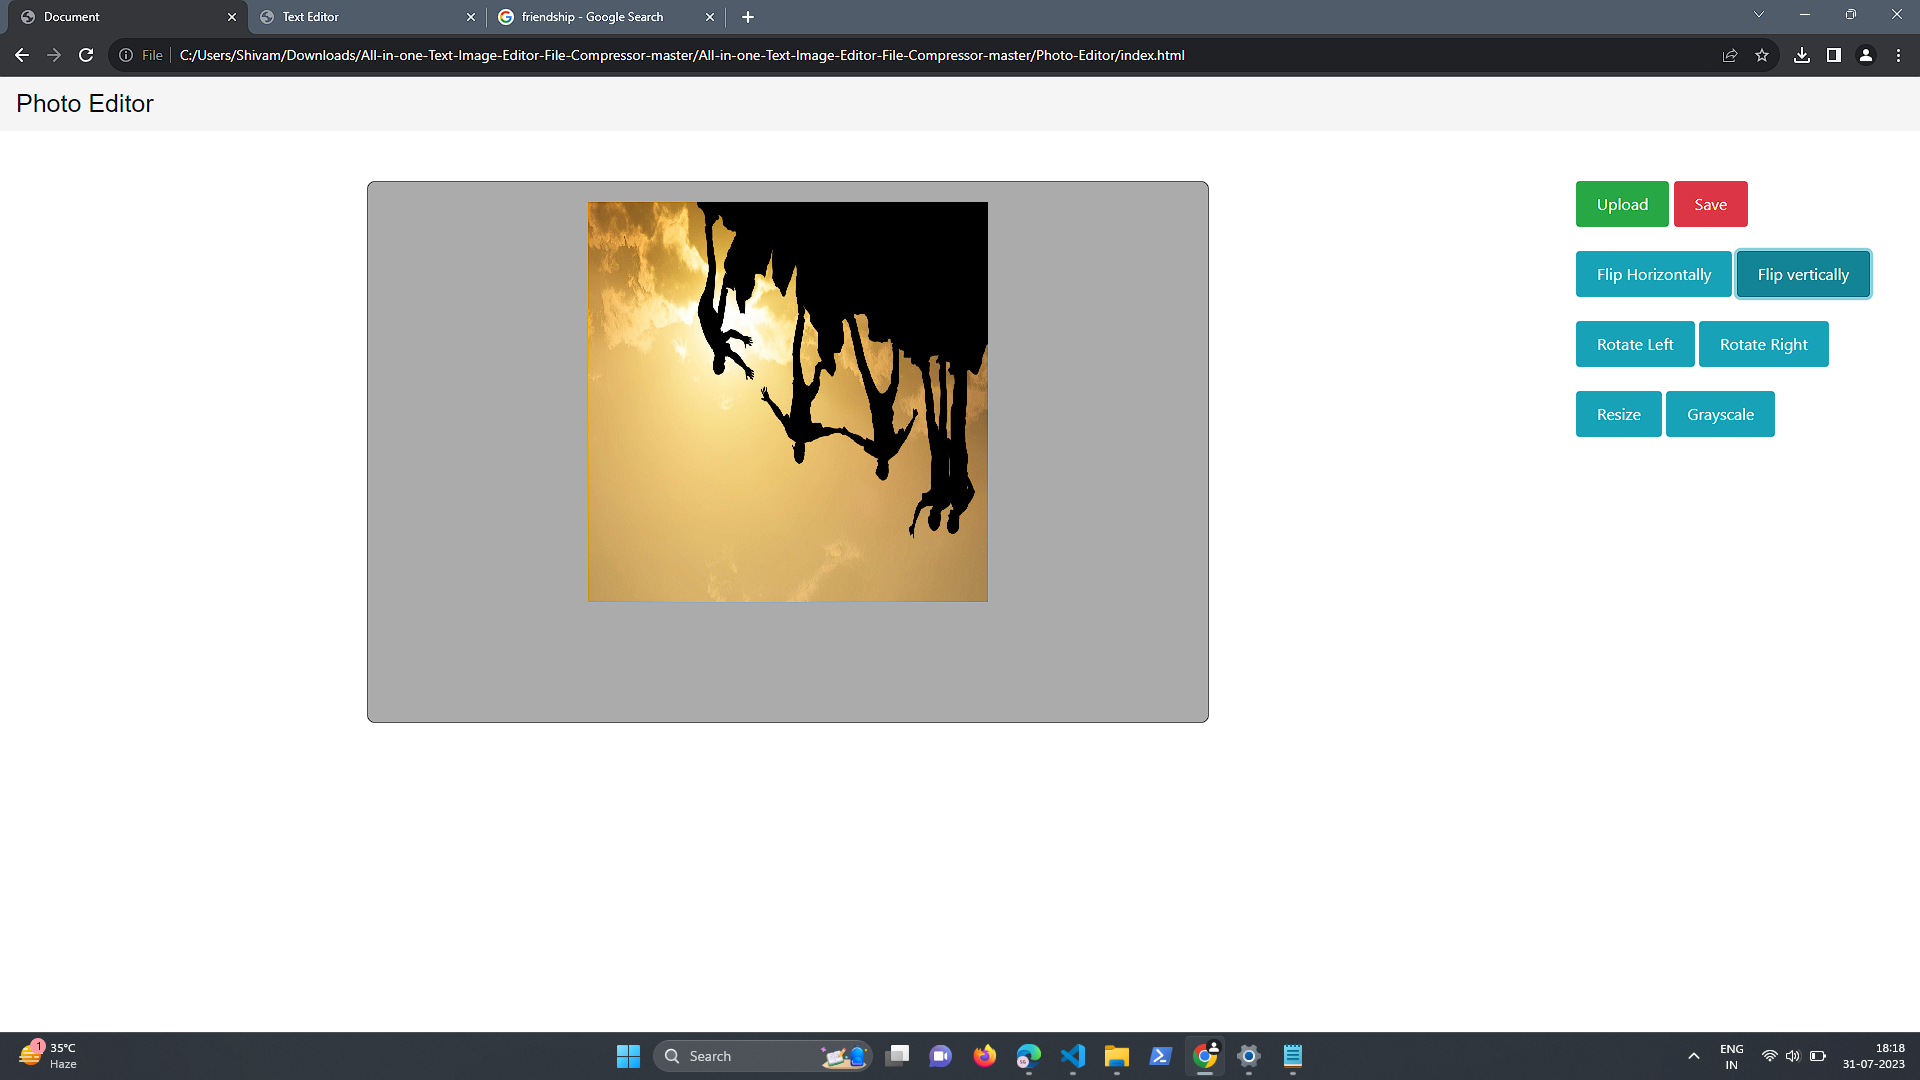 Document
Text Editor
friendship - Google Search
File
C:/Users/Shivam/Downloads/All-in-one-Text-Image-Editor-File-Compressor-master/All-in-one-Text-Image-Editor-File-Compressor-master/Photo-Editor/index.html
Photo Editor
Upload
Save
Flip Horizontally
Flip vertically
Rotate Left
Rotate Right
Resize
Grayscale
1
35°C
Haze
Search
ENG
IN
18:18
31-07-2023